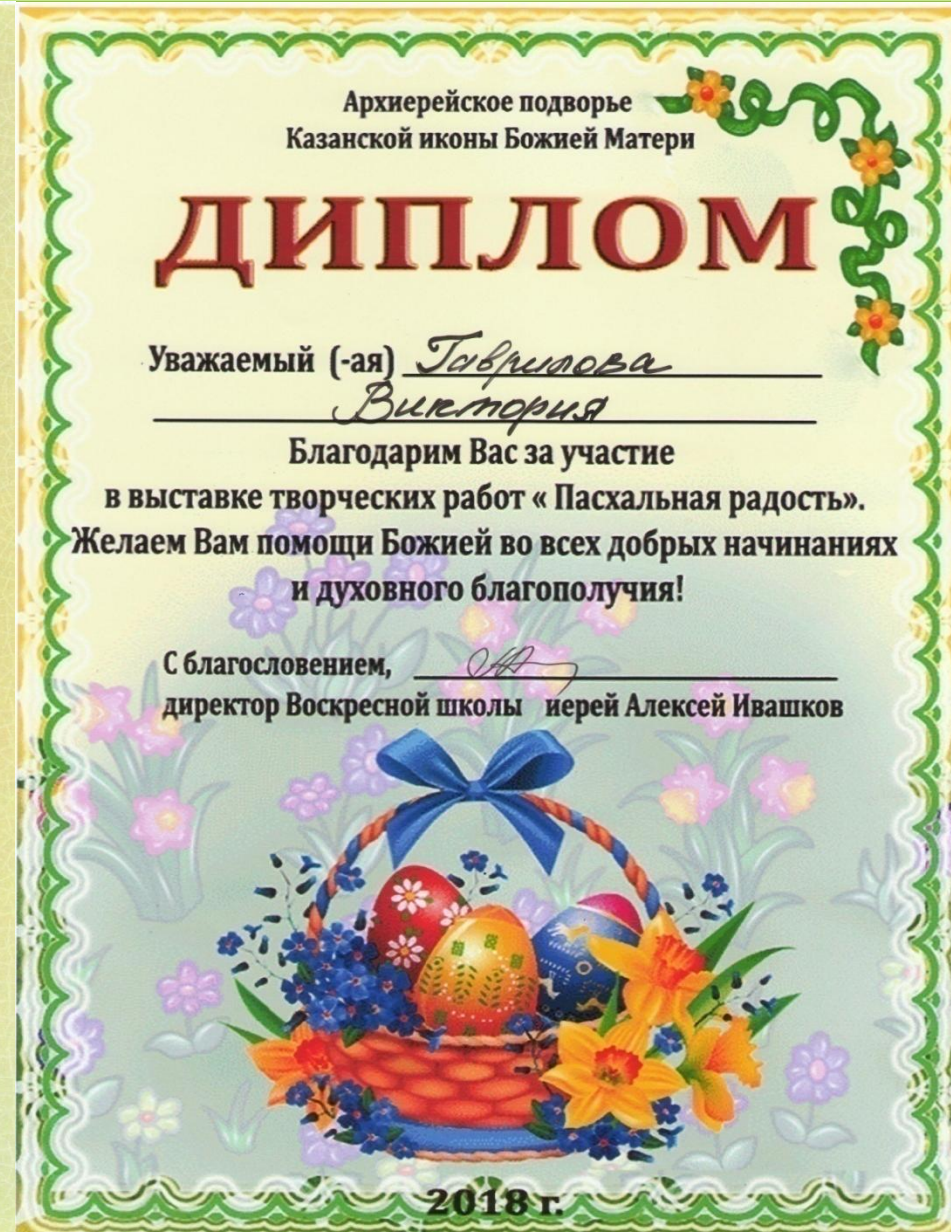 Архиерейское подворье
Казанской иконы Божией Матери
ДИПЛОМ
Уважаемый (-ая) Гаврилова
Виктория
Благодарим Вас за участие
в выставке творческих работ « Пасхальная радость».
Желаем Вам помощи Божией во всех добрых начинаниях
и духовного благополучия!
С благословением,
директор Воскресной школы иерей Алексей Ивашков
2018 г.